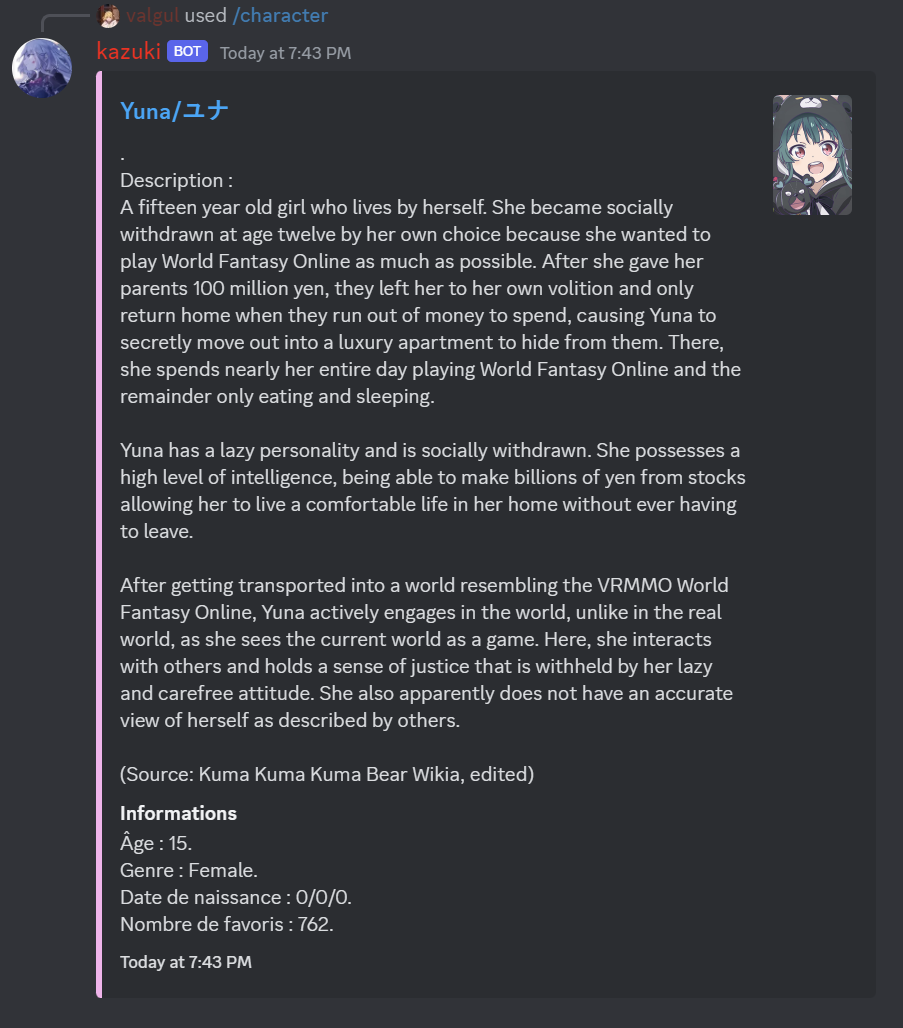 valgul used /character
kazuki BOT Today at 7:43 PM
Yuna/ユナ
.
Description :
A fifteen year old girl who lives by herself. She became socially
withdrawn at age twelve by her own choice because she wanted to
play World Fantasy Online as much as possible. After she gave her
parents 100 million yen, they left her to her own volition and only
return home when they run out of money to spend, causing Yuna to
secretly move out into a luxury apartment to hide from them. There,
she spends nearly her entire day playing World Fantasy Online and the
remainder only eating and sleeping.
Yuna has a lazy personality and is socially withdrawn. She possesses a
high level of intelligence, being able to make billions of yen from stocks
allowing her to live a comfortable life in her home without ever having
to leave.
After getting transported into a world resembling the VRMMO World
Fantasy Online, Yuna actively engages in the world, unlike in the real
world, as she sees the current world as a game. Here, she interacts
with others and holds a sense of justice that is withheld by her lazy
and carefree attitude. She also apparently does not have an accurate
view of herself as described by others.
(Source: Kuma Kuma Kuma Bear Wikia, edited)
Informations
Âge : 15.
Genre : Female.
Date de naissance : 0/0/0.
Nombre de favoris : 762.
Today at 7:43 PM